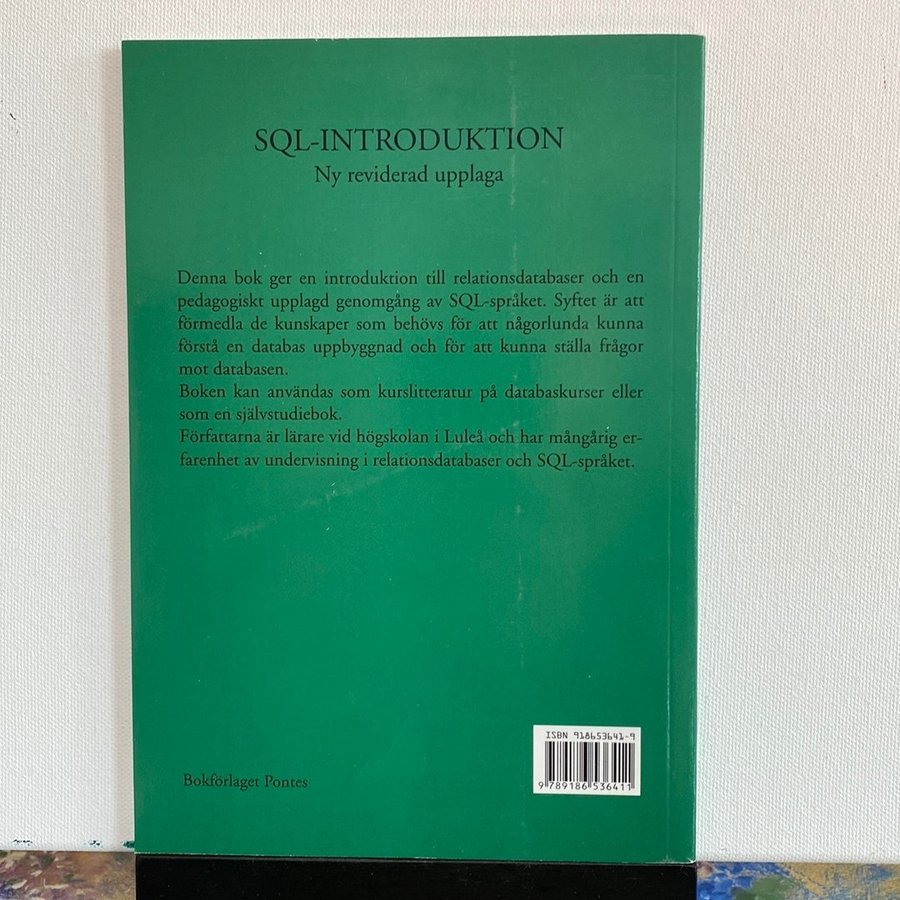 SQL-INTRODUKTION
Ny reviderad upplaga
Denna bok ger en introduktion till relationsdatabaser och en
pedagogiskt upplagd genomgång av SQL-språket. Syftet är att
förmedla de kunskaper som behövs för att någorlunda kunna
förstå en databas uppbyggnad och för att kunna ställa frågor
mot databasen.
Boken kan användas som kurslitteratur på databaskurser eller
som en självstudiebok.
Författarna är lärare vid högskolan i Luleå och har mångårig er-
farenhet av undervisning i relationsdatabaser och SQL-språket.
ISBN 918653641-9
9 789186 536411
Bokförlaget Pontes